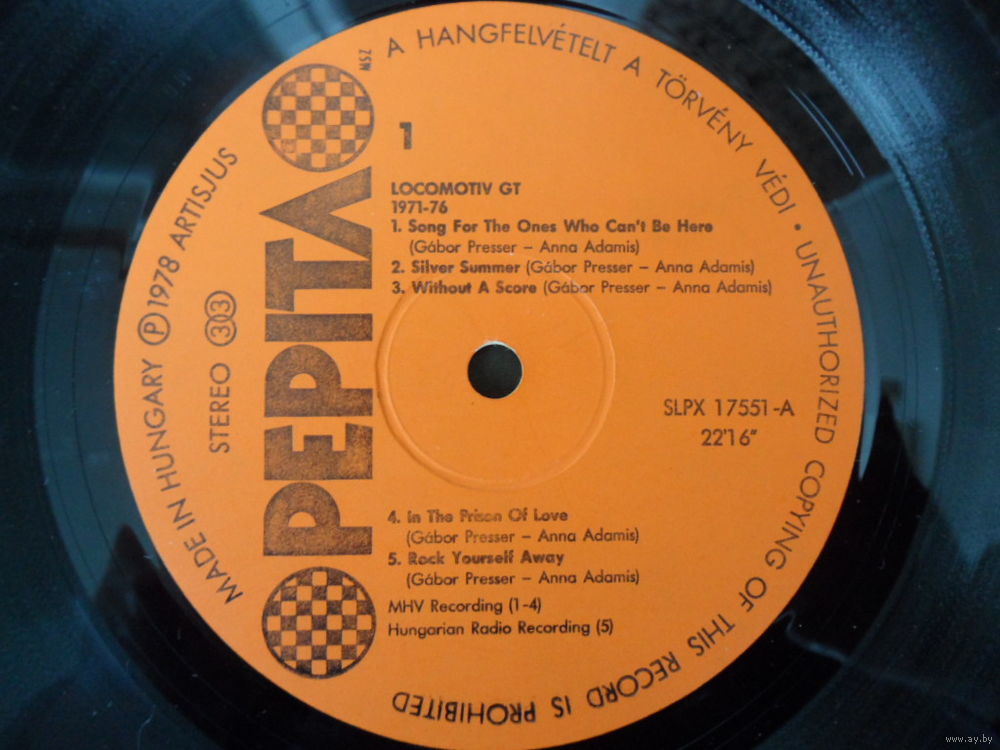 A HANGFELVÉTELT A TÖRVÉNY VÉDI • UNAUTHORIZED COPYING OF THIS RECORD IS PROHIBITED
MADE IN HUNGARY Ⓟ 1978 ARTISJUS
STEREO 33
PEPITA
MSZ
1
LOCOMOTIV GT
1971-76
1. Song For The Ones Who Can't Be Here
(Gábor Presser – Anna Adamis)
2. Silver Summer (Gábor Presser – Anna Adamis)
3. Without A Score (Gábor Presser – Anna Adamis)
SLPX 17551-A
22'16"
4. In The Prison Of Love
(Gábor Presser – Anna Adamis)
5. Rock Yourself Away
(Gábor Presser – Anna Adamis)
MHV Recording (1-4)
Hungarian Radio Recording (5)
www.ay.by